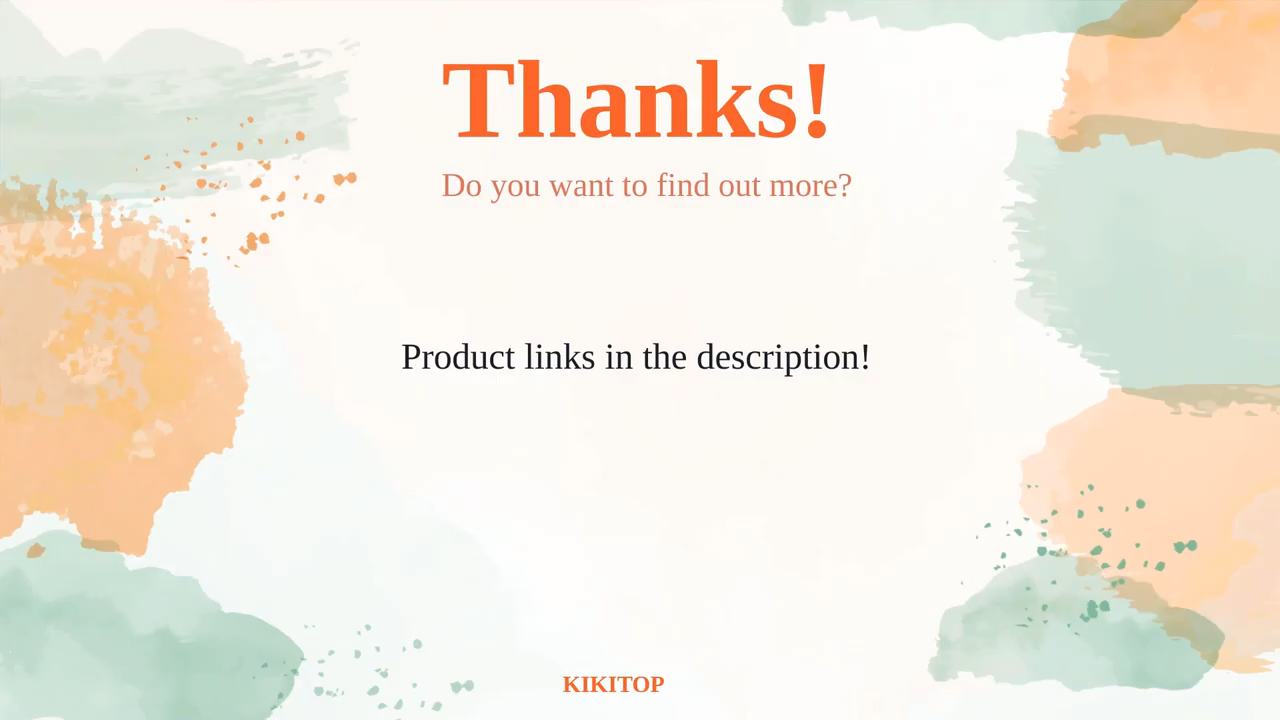 Thanks!
Do you want to find out more?
Product links in the description!
KIKITOP